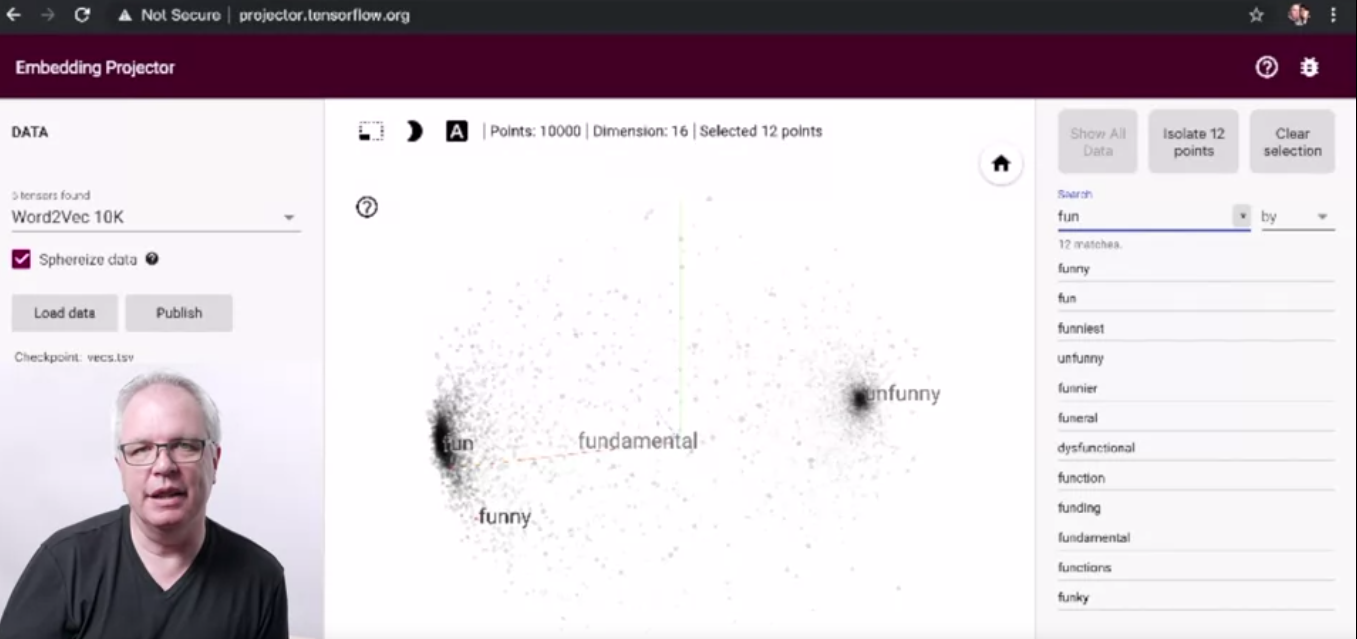 Not Secure | projector.tensorflow.org
Embedding Projector
DATA
5 tensors found
Word2Vec 10K
Sphereize data
Load data
Publish
Checkpoint: vecs.tsv
A | Points: 10000 | Dimension: 16 | Selected 12 points
unfunny
fun
fundamental
funny
Show All Data
Isolate 12 points
Clear selection
Search
fun
.*
by
12 matches.
funny
fun
funniest
unfunny
funnier
funeral
dysfunctional
function
funding
fundamental
functions
funky